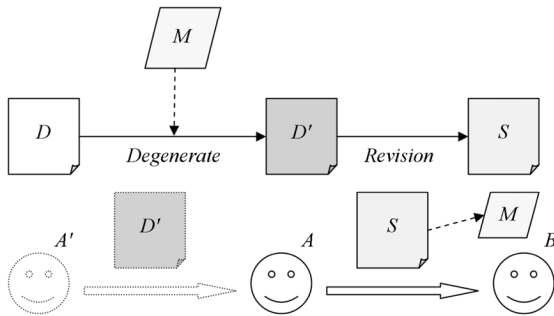 M
D D' S
Degenerate Revision
D' S M
A' A B